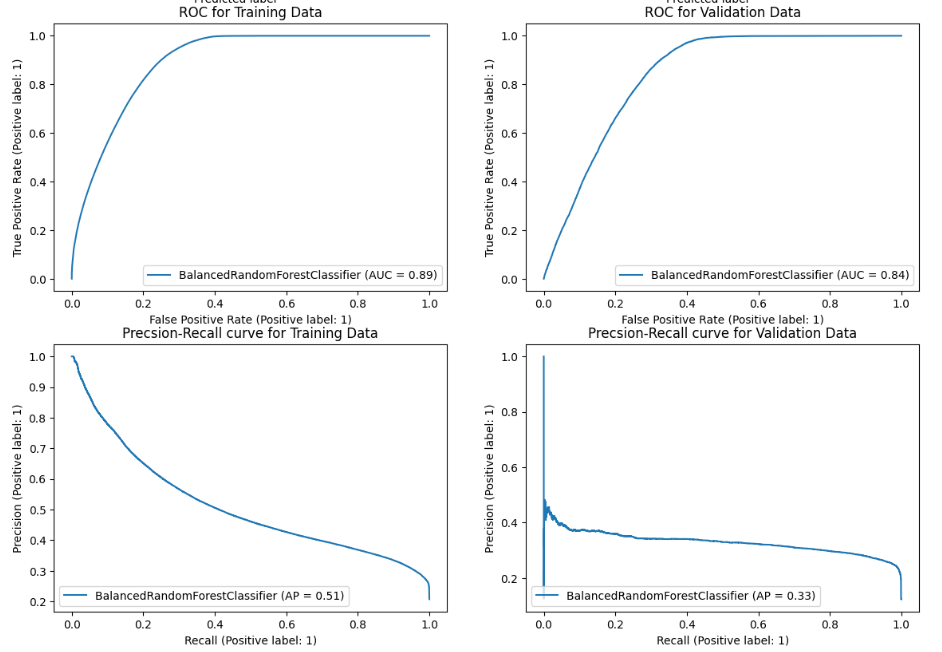 Predicted label
Predicted label
ROC for Training Data
ROC for Validation Data
True Positive Rate (Positive label: 1)
1.0
0.8
0.6
0.4
0.2
0.0
BalancedRandomForestClassifier (AUC = 0.89)
0.0 0.2 0.4 0.6 0.8 1.0
False Positive Rate (Positive label: 1)
True Positive Rate (Positive label: 1)
1.0
0.8
0.6
0.4
0.2
0.0
BalancedRandomForestClassifier (AUC = 0.84)
0.0 0.2 0.4 0.6 0.8 1.0
False Positive Rate (Positive label: 1)
Precsion-Recall curve for Training Data
Precision (Positive label: 1)
1.0
0.9
0.8
0.7
0.6
0.5
0.4
0.3
0.2
BalancedRandomForestClassifier (AP = 0.51)
0.0 0.2 0.4 0.6 0.8 1.0
Recall (Positive label: 1)
Precsion-Recall curve for Validation Data
Precision (Positive label: 1)
1.0
0.8
0.6
0.4
0.2
BalancedRandomForestClassifier (AP = 0.33)
0.0 0.2 0.4 0.6 0.8 1.0
Recall (Positive label: 1)